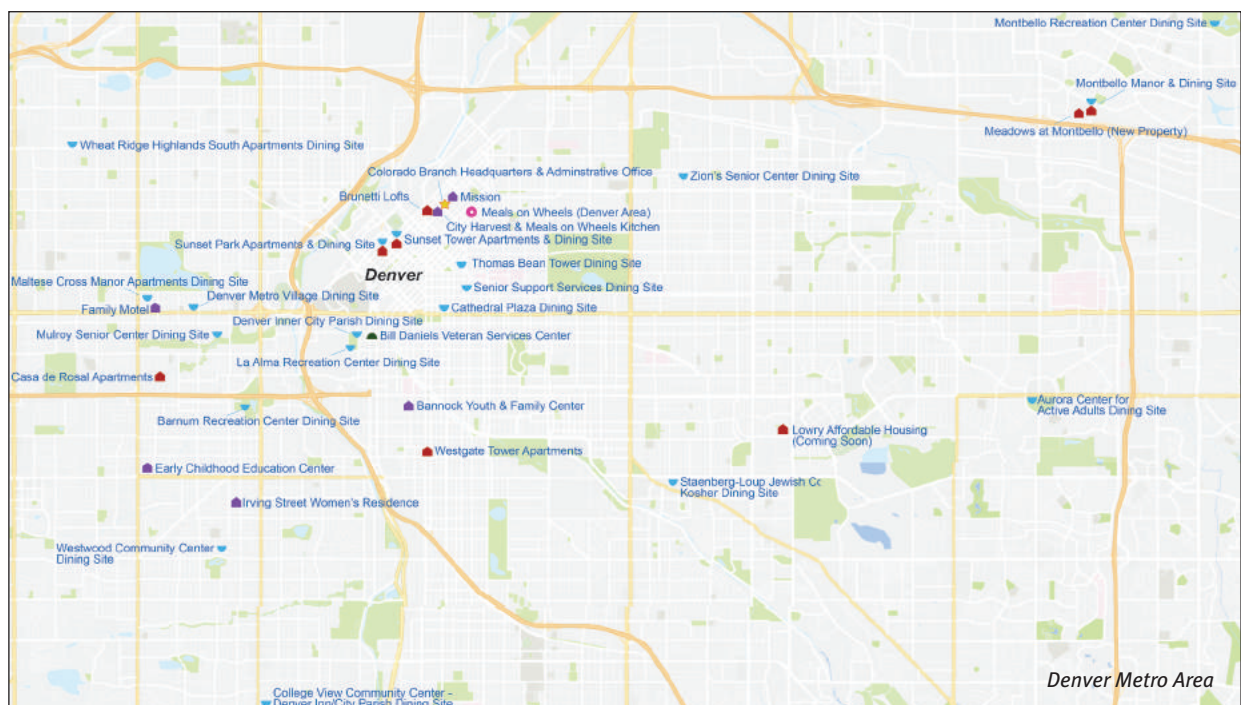 Montbello Recreation Center Dining Site
Montbello Manor & Dining Site
Meadows at Montbello (New Property)
Wheat Ridge Highlands South Apartments Dining Site
Colorado Branch Headquarters & Adminstrative Office
Zion's Senior Center Dining Site
Brunetti Lofts
Mission
Meals on Wheels (Denver Area)
City Harvest & Meals on Wheels Kitchen
Sunset Park Apartments & Dining Site
Sunset Tower Apartments & Dining Site
Denver
Thomas Bean Tower Dining Site
Maltese Cross Manor Apartments Dining Site
Senior Support Services Dining Site
Denver Metro Village Dining Site
Family Motel
Cathedral Plaza Dining Site
Denver Inner City Parish Dining Site
Mulroy Senior Center Dining Site
Bill Daniels Veteran Services Center
La Alma Recreation Center Dining Site
Casa de Rosal Apartments
Bannock Youth & Family Center
Aurora Center for
Active Adults Dining Site
Barnum Recreation Center Dining Site
Lowry Affordable Housing
(Coming Soon)
Westgate Tower Apartments
Early Childhood Education Center
Staenberg-Loup Jewish Cc
Kosher Dining Site
Irving Street Women's Residence
Westwood Community Center
Dining Site
Denver Metro Area
College View Community Center -
Denver Inn/City Parish Dining Site